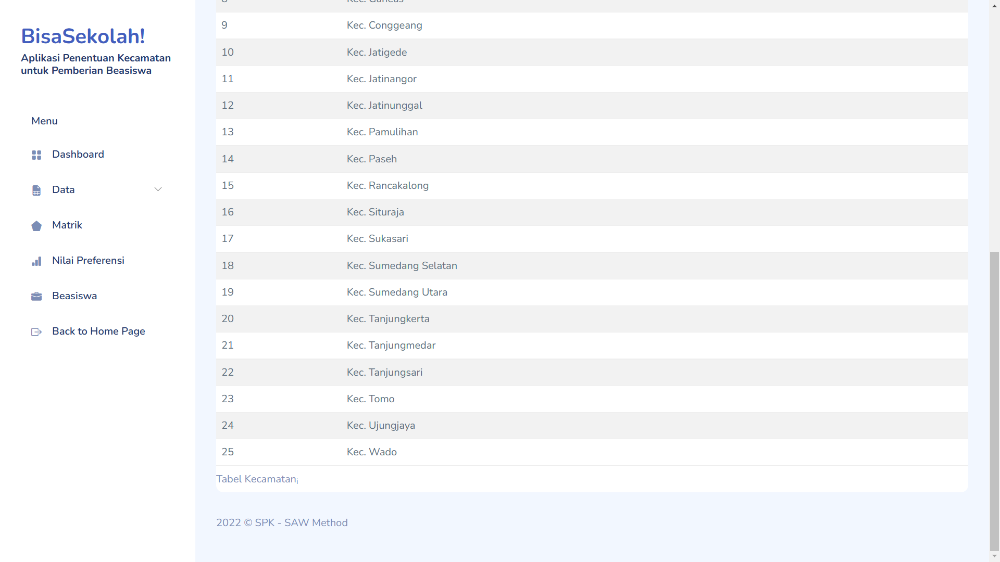 BisaSekolah!
Aplikasi Penentuan Kecamatan
untuk Pemberian Beasiswa
Menu
Dashboard
Data
Matrik
Nilai Preferensi
Beasiswa
Back to Home Page
9 Kec. Conggeang
10 Kec. Jatigede
11 Kec. Jatinangor
12 Kec. Jatinunggal
13 Kec. Pamulihan
14 Kec. Paseh
15 Kec. Rancakalong
16 Kec. Situraja
17 Kec. Sukasari
18 Kec. Sumedang Selatan
19 Kec. Sumedang Utara
20 Kec. Tanjungkerta
21 Kec. Tanjungmedar
22 Kec. Tanjungsari
23 Kec. Tomo
24 Kec. Ujungjaya
25 Kec. Wado
Tabel Kecamatanᵢ
2022 © SPK - SAW Method